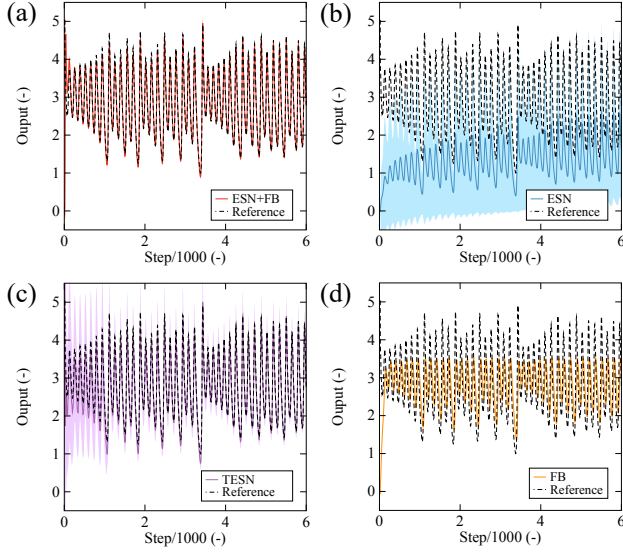 (a)
Ouput (-)
5
4
3
2
1
0
ESN+FB
Reference
0
2
4
6
Step/1000 (-)
(b)
Ouput (-)
5
4
3
2
1
0
ESN
Reference
0
2
4
6
Step/1000 (-)
(c)
Ouput (-)
5
4
3
2
1
0
TESN
Reference
0
2
4
6
Step/1000 (-)
(d)
Ouput (-)
5
4
3
2
1
0
FB
Reference
0
2
4
6
Step/1000 (-)